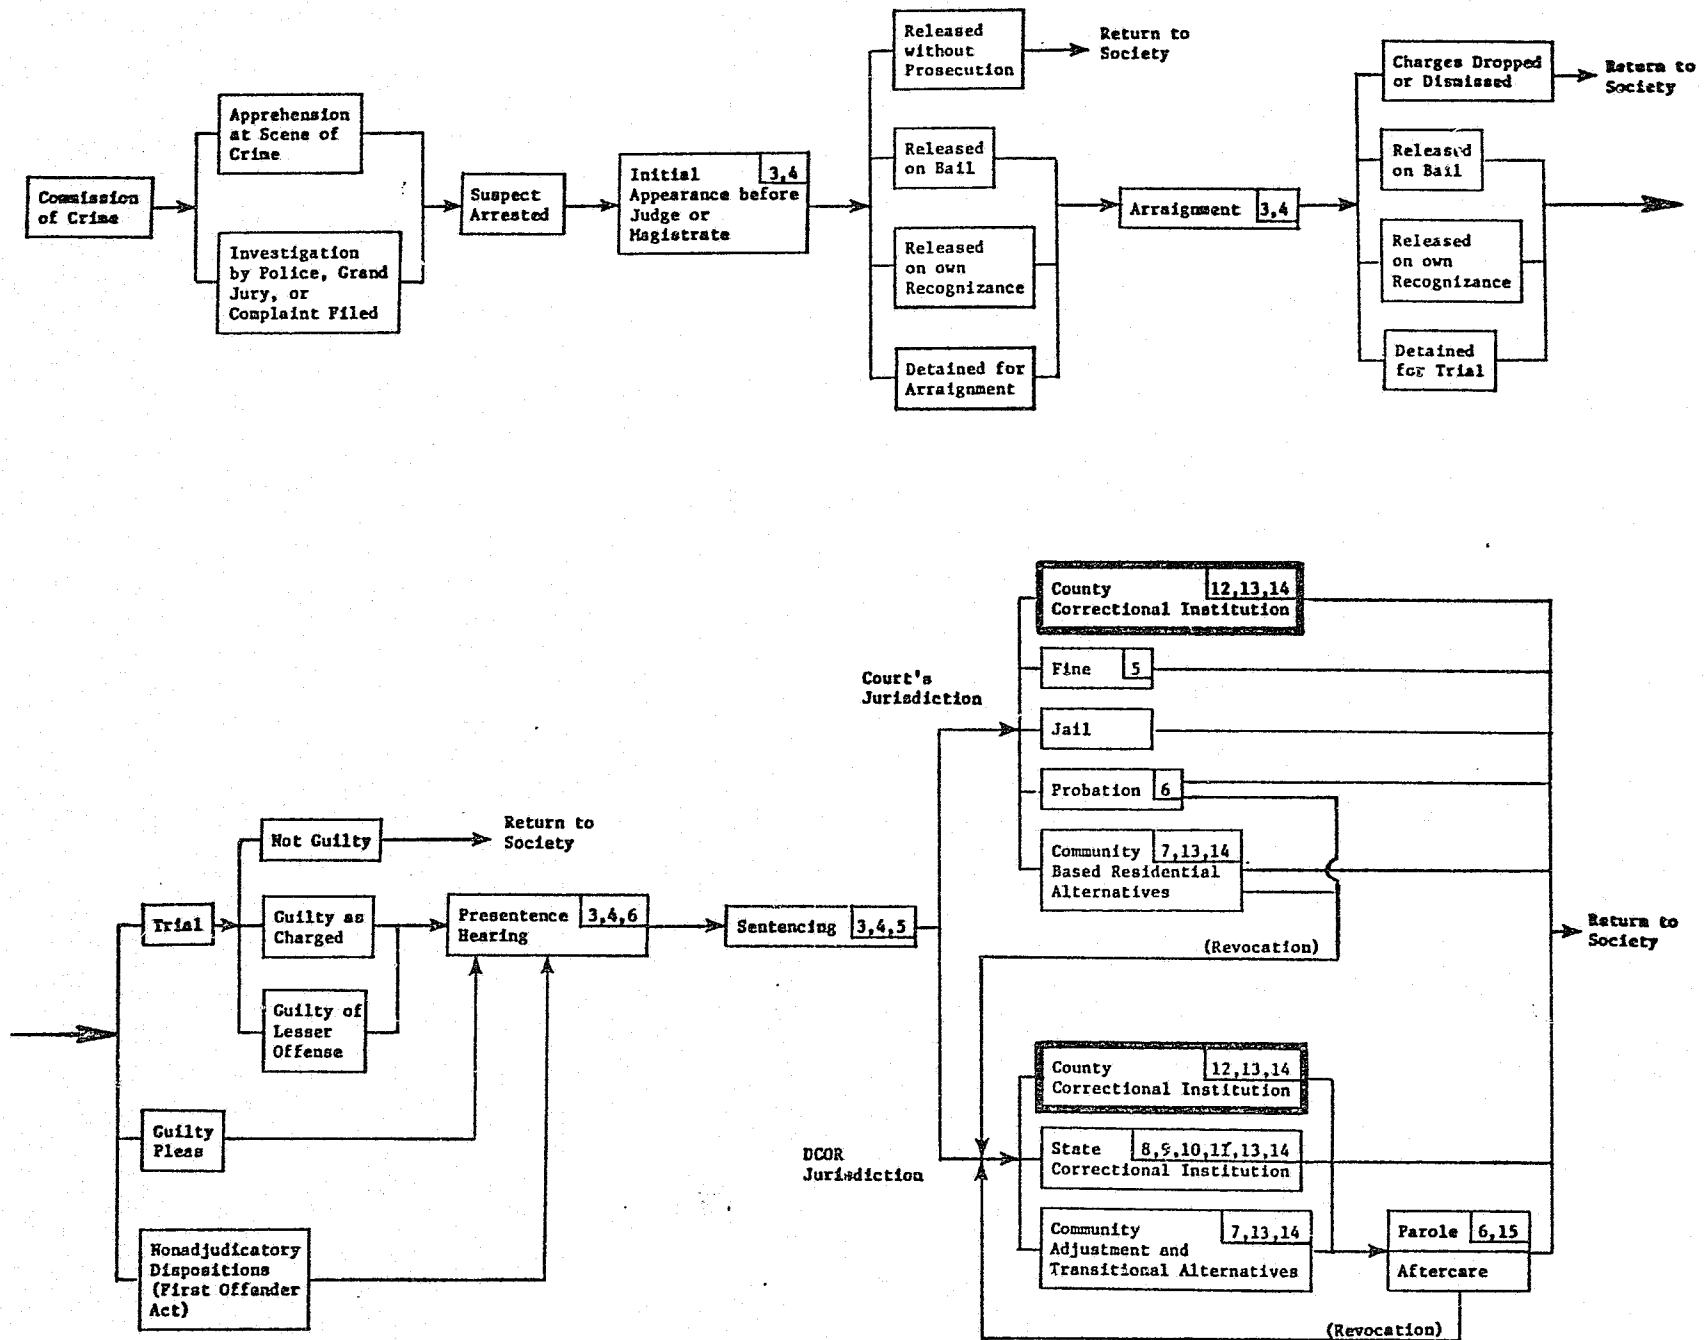 Commission
of Crime
Apprehension
at Scene of
Crime
Investigation
by Police, Grand
Jury, or
Complaint Filed
Suspect
Arrested
Initial 3,4
Appearance before
Judge or
Magistrate
Released
without
Prosecution
Return to
Society
Released
on Bail
Released
on own
Recognizance
Detained for
Arraignment
Arraignment 3,4
Charges Dropped
or Dismissed
Return to
Society
Released
on Bail
Released
on own
Recognizance
Detained
for Trial
Trial
Not Guilty
Return to
Society
Guilty as
Charged
Guilty of
Lesser
Offense
Guilty
Pleas
Nonadjudicatory
Dispositions
(First Offender
Act)
Presentence 3,4,6
Hearing
Sentencing 3,4,5
Court's
Jurisdiction
County 12,13,14
Correctional Institution
Fine 5
Jail
Probation 6
Community 7,13,14
Based Residential
Alternatives
(Revocation)
DCOR
Jurisdiction
County 12,13,14
Correctional Institution
State 8,9,10,11,13,14
Correctional Institution
Community 7,13,14
Adjustment and
Transitional Alternatives
Parole 6,15
Aftercare
(Revocation)
Return to
Society